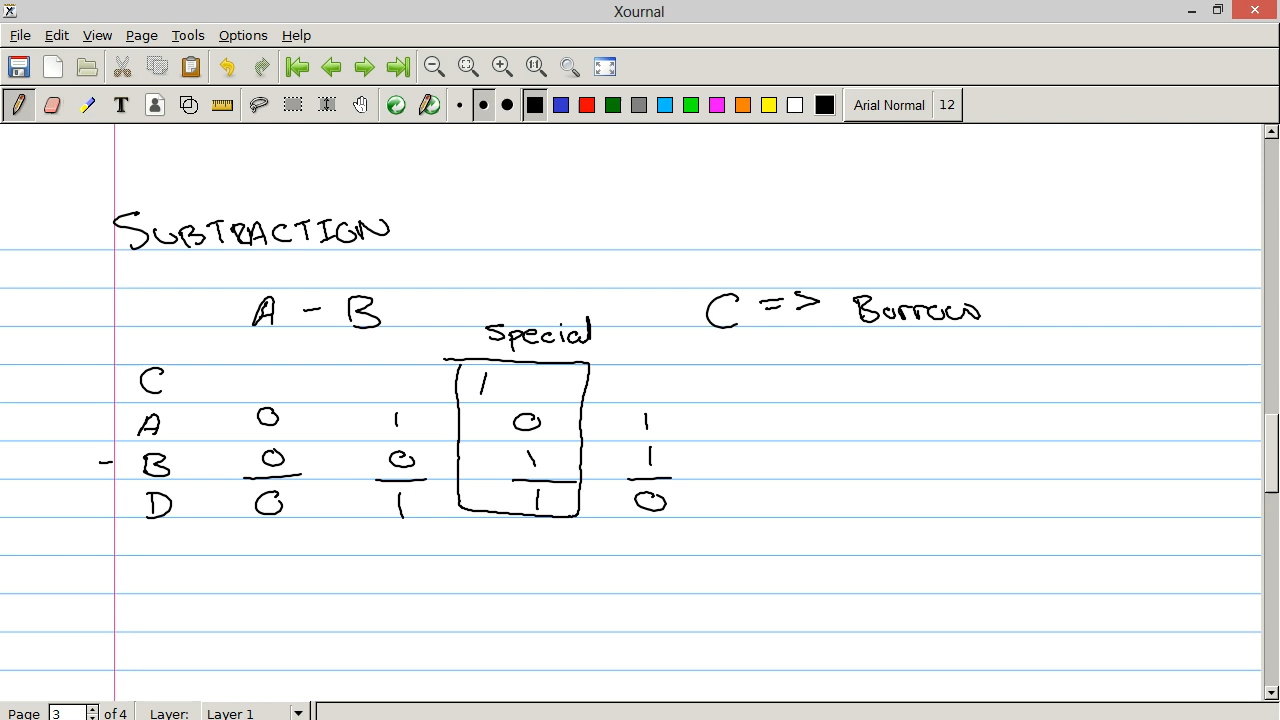 Xournal
File Edit View Page Tools Options Help
T Arial Normal 12
SUBTRACTION
A - B C => Borrow
special
C 1
A 0 1 0 1
- B 0 0 1 1
D 0 1 1 0
Page 3 of 4 Layer: Layer 1